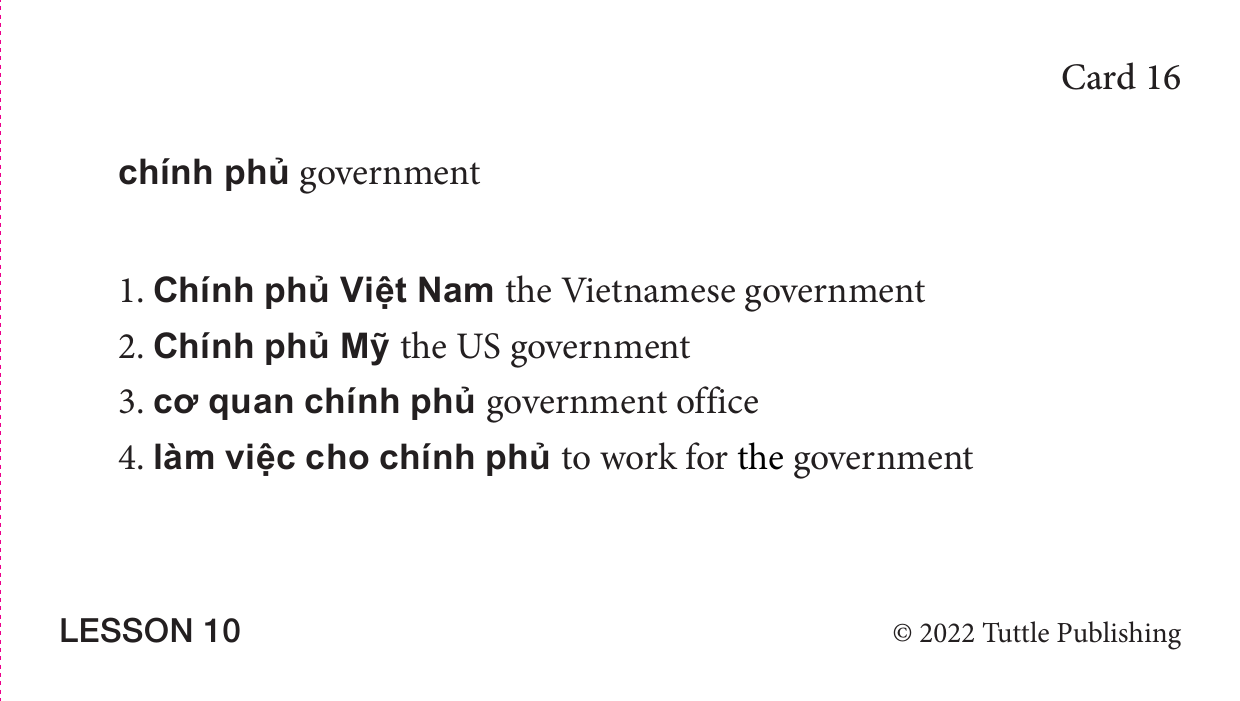 Card 16
chính phủ government
1. Chính phủ Việt Nam the Vietnamese government
2. Chính phủ Mỹ the US government
3. cơ quan chính phủ government office
4. làm việc cho chính phủ to work for the government
LESSON 10
© 2022 Tuttle Publishing